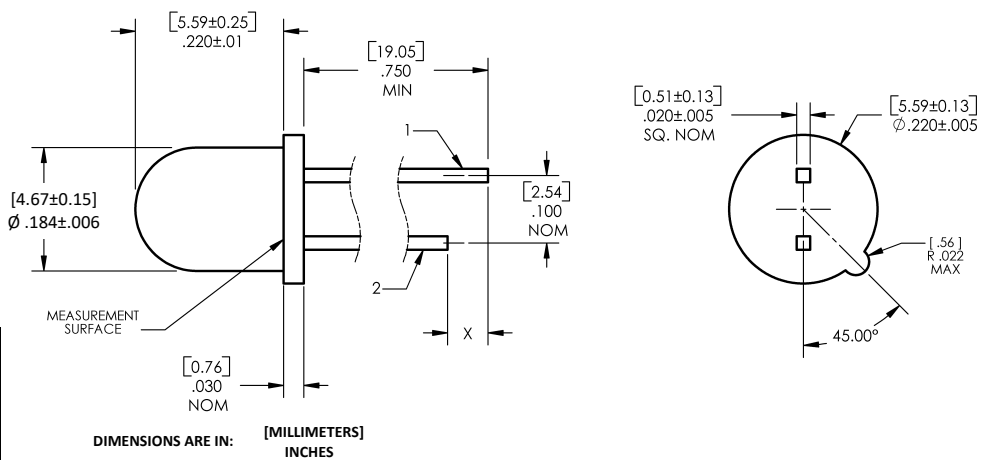 [5.59±0.25]
.220±.01
[19.05]
.750
MIN
1
[4.67±0.15]
Ø .184±.006
[2.54]
.100
NOM
2
MEASUREMENT
SURFACE
X
[0.76]
.030
NOM
[0.51±0.13]
.020±.005
SQ. NOM
[5.59±0.13]
∅.220±.005
[ .56 ]
R .022
MAX
45.00°
DIMENSIONS ARE IN: [MILLIMETERS]
INCHES